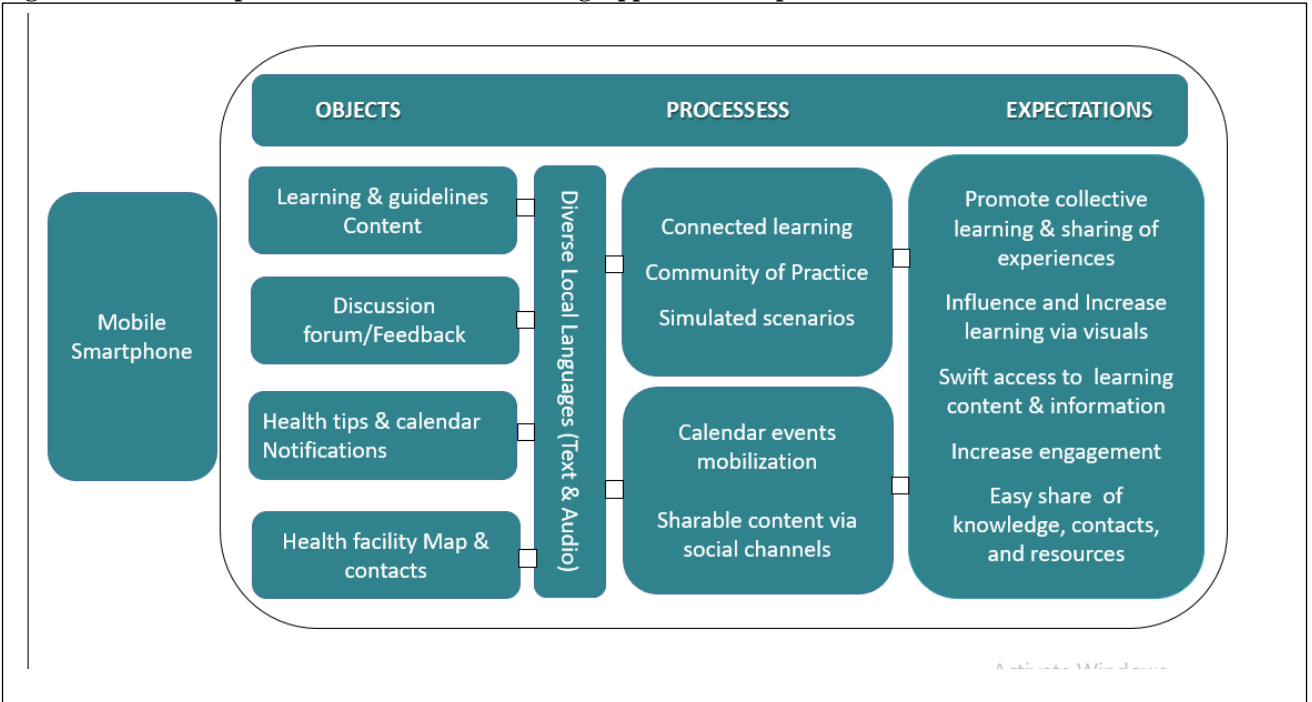 OBJECTS
PROCESSESS
EXPECTATIONS
Mobile
Smartphone
Learning & guidelines
Content
Discussion
forum/Feedback
Health tips & calendar
Notifications
Health facility Map &
contacts
Diverse Local Languages (Text & Audio)
Connected learning
Community of Practice
Simulated scenarios
Calendar events
mobilization
Sharable content via
social channels
Promote collective
learning & sharing of
experiences
Influence and Increase
learning via visuals
Swift access to learning
content & information
Increase engagement
Easy share of
knowledge, contacts,
and resources
Activate Windows